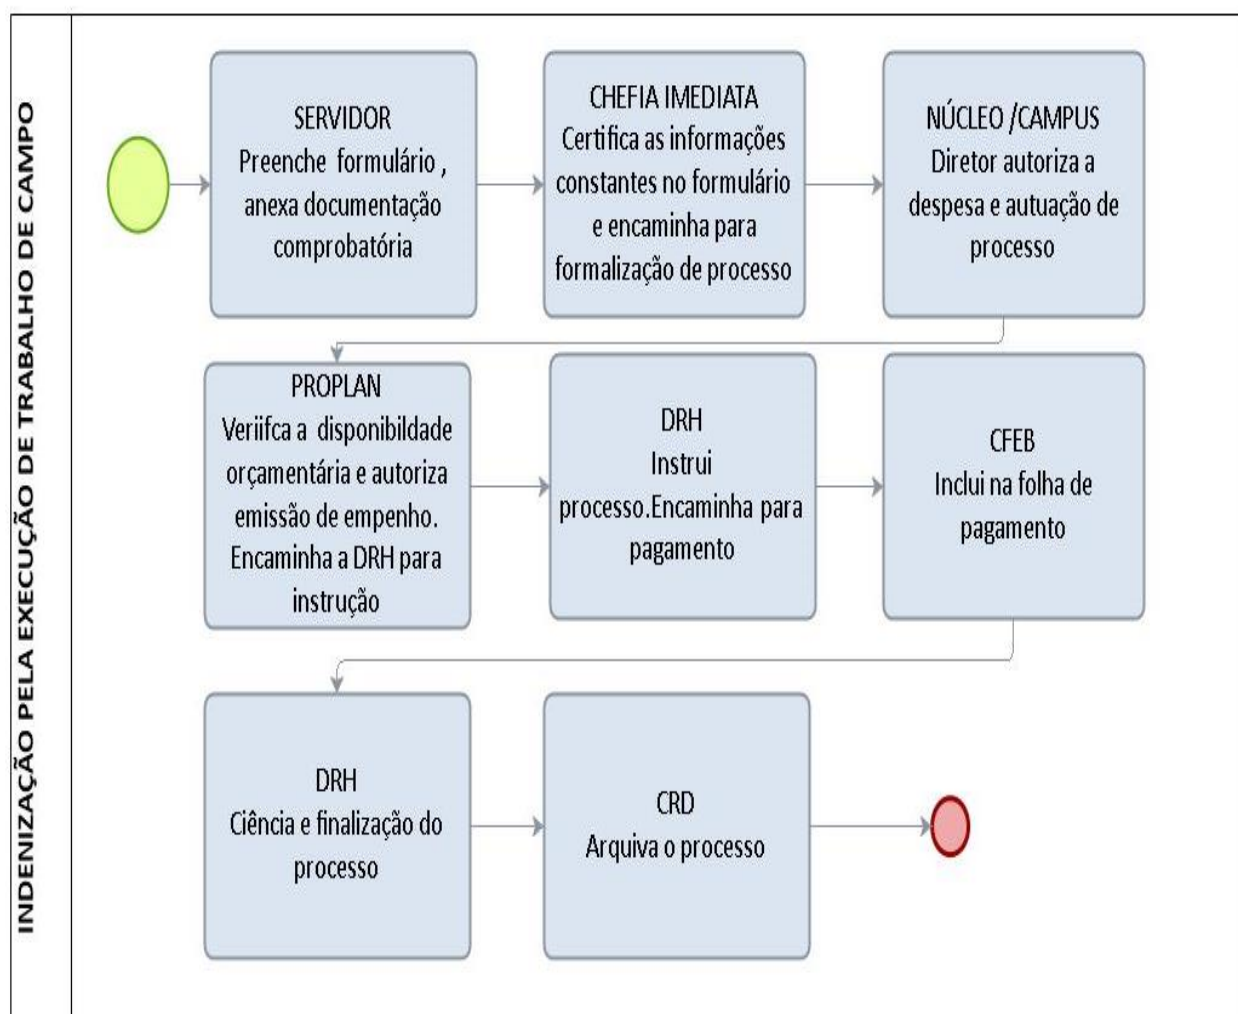 INDENIZAÇÃO PELA EXECUÇÃO DE TRABALHO DE CAMPO
SERVIDOR
Preenche formulário ,
anexa documentação
comprobatória
CHEFIA IMEDIATA
Certifica as informações
constantes no formulário
e encaminha para
formalização de processo
NÚCLEO /CAMPUS
Diretor autoriza a
despesa e autuação de
processo
PROPLAN
Veriifca a disponibildade
orçamentária e autoriza
emissão de empenho.
Encaminha a DRH para
instrução
DRH
Instrui
processo.Encaminha para
pagamento
CFEB
Inclui na folha de
pagamento
DRH
Ciência e finalização do
processo
CRD
Arquiva o processo